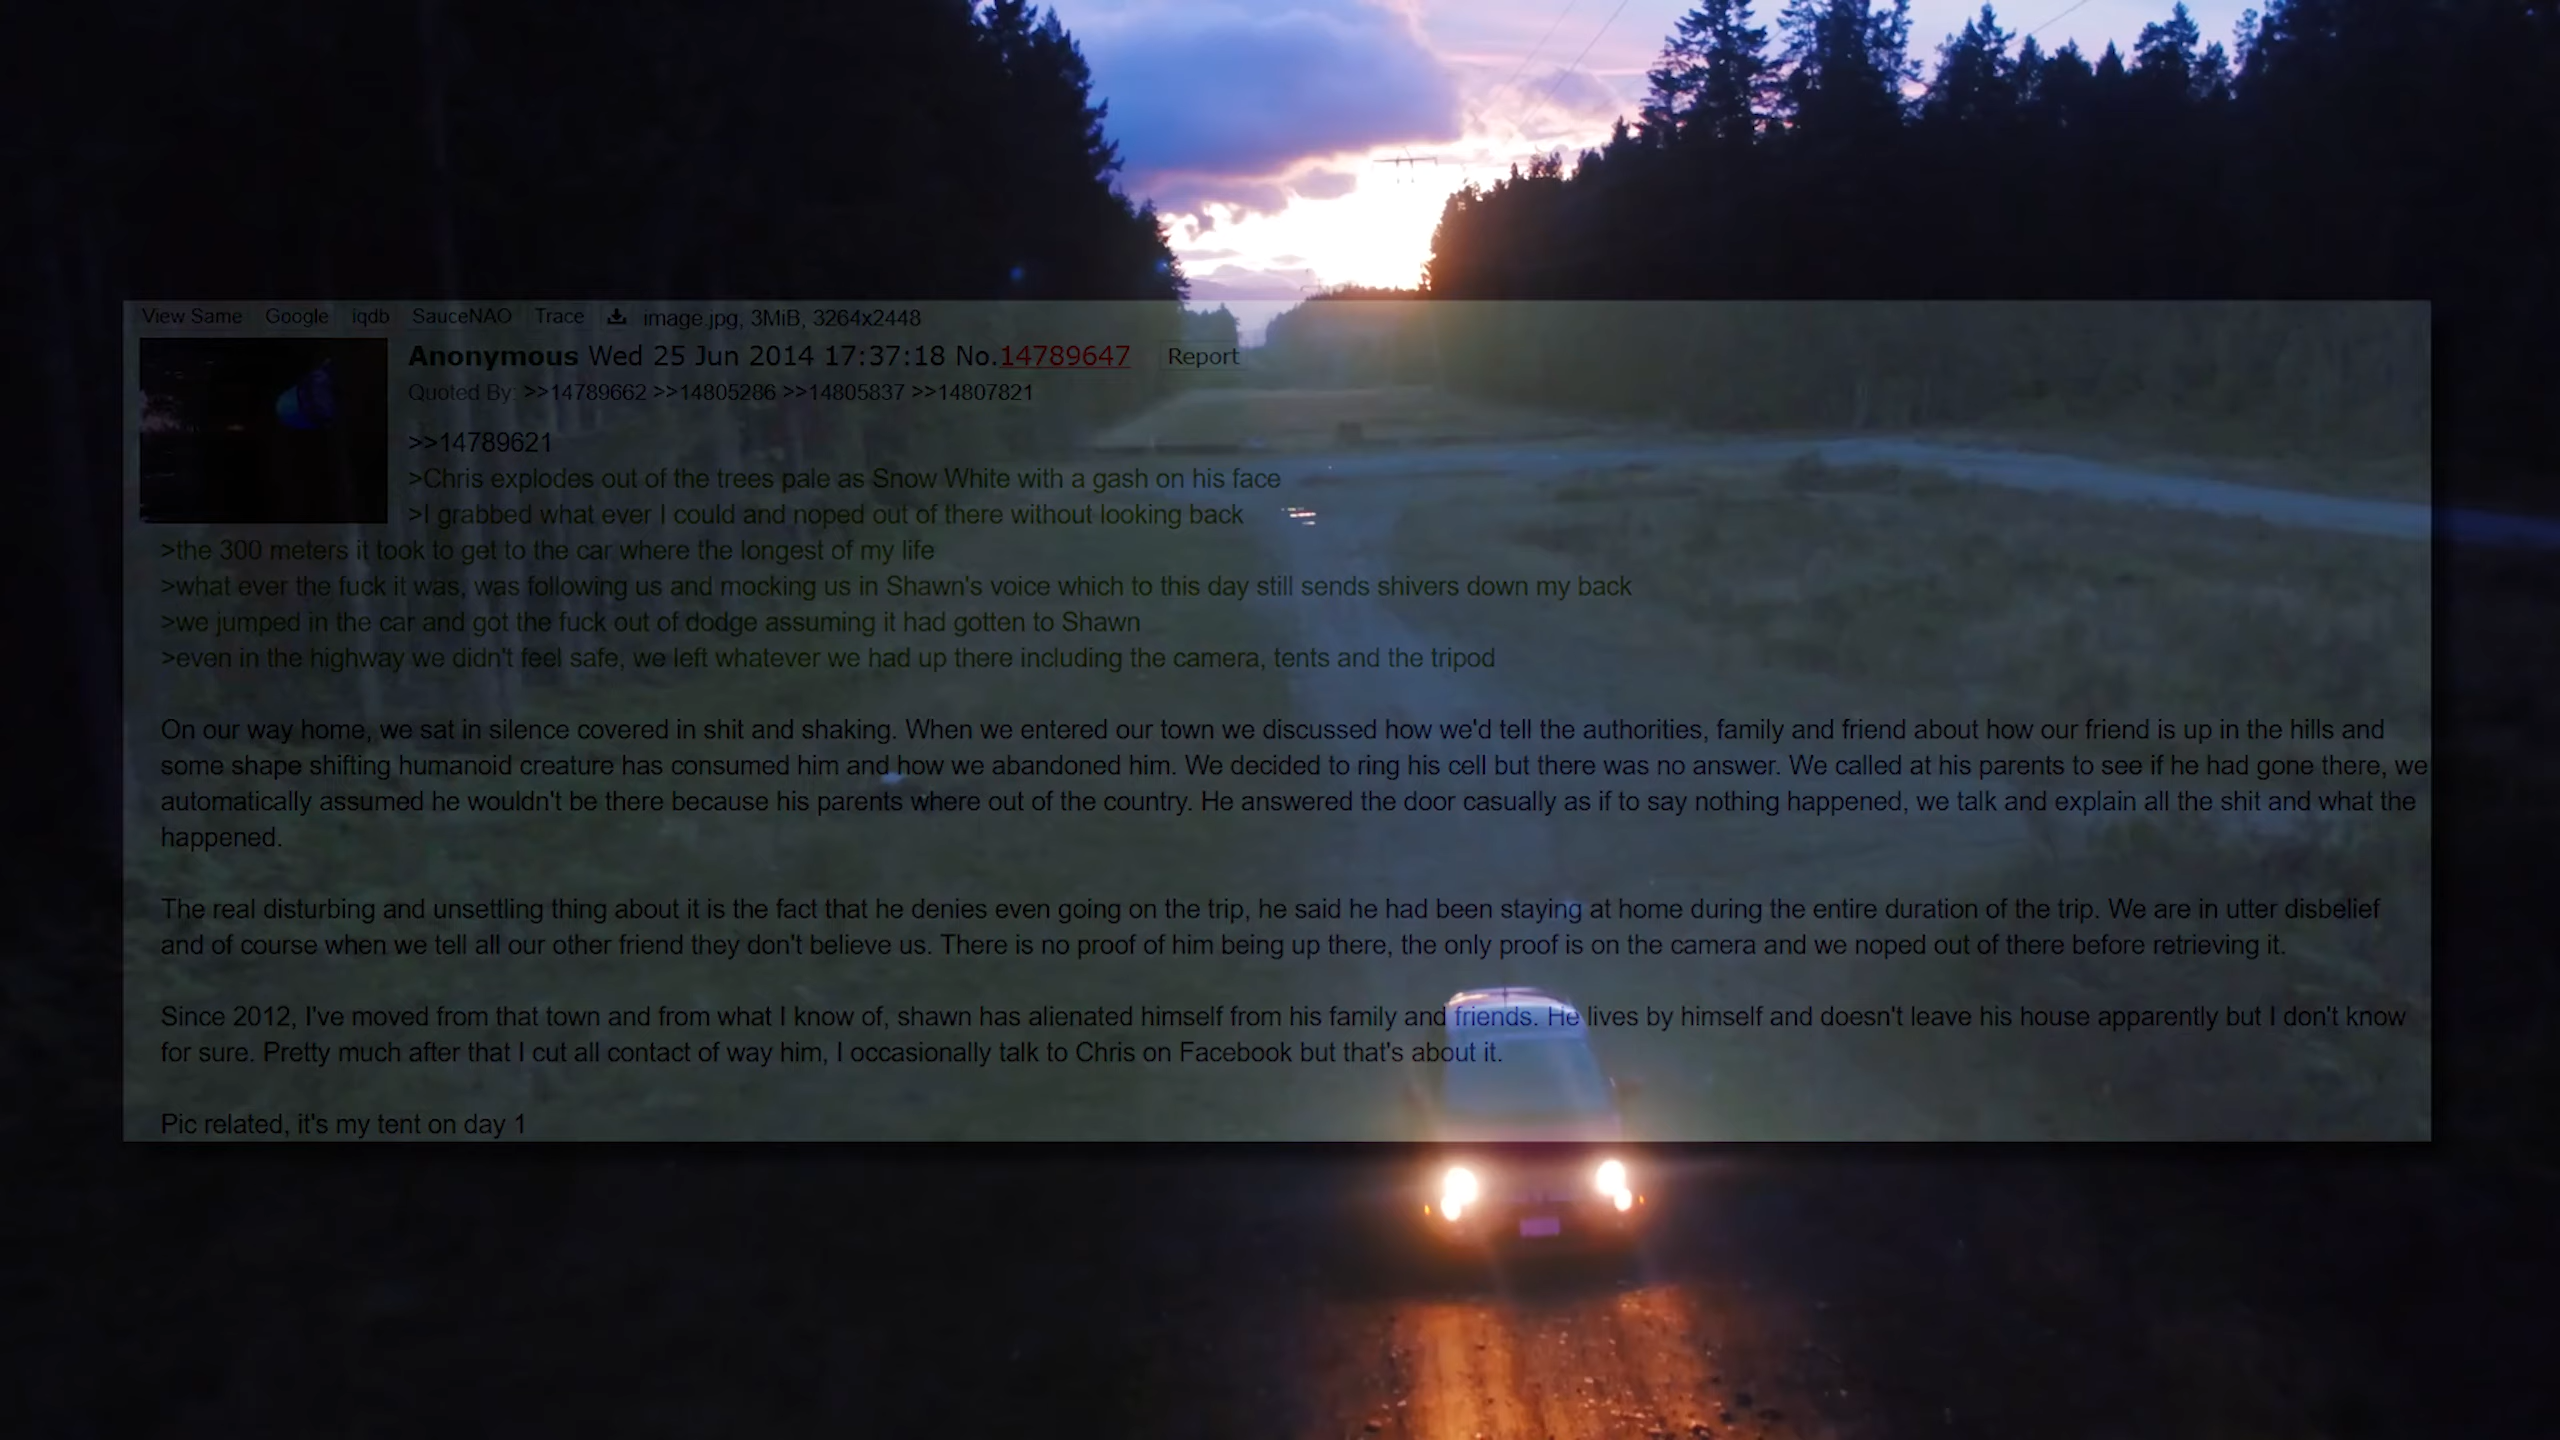 View Same Google iqdb SauceNAO Trace image.jpg, 3MiB, 3264x2448
Anonymous Wed 25 Jun 2014 17:37:18 No.14789647 Report
Quoted By: >>14789662 >>14805286 >>14805837 >>14807821
>>14789621
>Chris explodes out of the trees pale as Snow White with a gash on his face
>I grabbed what ever I could and noped out of there without looking back
>the 300 meters it took to get to the car where the longest of my life
>what ever the fuck it was, was following us and mocking us in Shawn's voice which to this day still sends shivers down my back
>we jumped in the car and got the fuck out of dodge assuming it had gotten to Shawn
>even in the highway we didn't feel safe, we left whatever we had up there including the camera, tents and the tripod
On our way home, we sat in silence covered in shit and shaking. When we entered our town we discussed how we'd tell the authorities, family and friend about how our friend is up in the hills and
some shape shifting humanoid creature has consumed him and how we abandoned him. We decided to ring his cell but there was no answer. We called at his parents to see if he had gone there, we
automatically assumed he wouldn't be there because his parents where out of the country. He answered the door casually as if to say nothing happened, we talk and explain all the shit and what the
happened.
The real disturbing and unsettling thing about it is the fact that he denies even going on the trip, he said he had been staying at home during the entire duration of the trip. We are in utter disbelief
and of course when we tell all our other friend they don't believe us. There is no proof of him being up there, the only proof is on the camera and we noped out of there before retrieving it.
Since 2012, I've moved from that town and from what I know of, shawn has alienated himself from his family and friends. He lives by himself and doesn't leave his house apparently but I don't know
for sure. Pretty much after that I cut all contact of way him, I occasionally talk to Chris on Facebook but that's about it.
Pic related, it's my tent on day 1